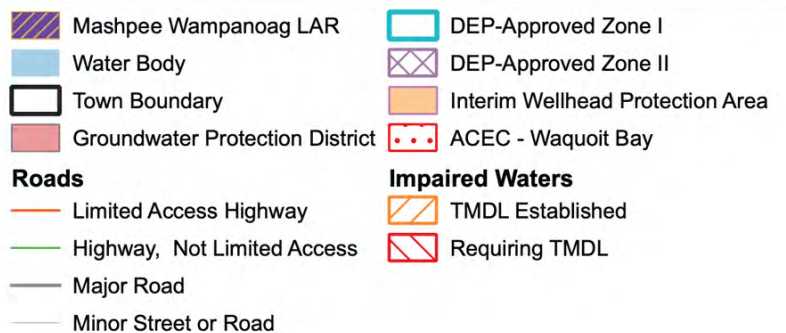 Mashpee Wampanoag LAR
Water Body
Town Boundary
Groundwater Protection District
Roads
Limited Access Highway
Highway, Not Limited Access
Major Road
Minor Street or Road
DEP-Approved Zone I
DEP-Approved Zone II
Interim Wellhead Protection Area
ACEC - Waquoit Bay
Impaired Waters
TMDL Established
Requiring TMDL